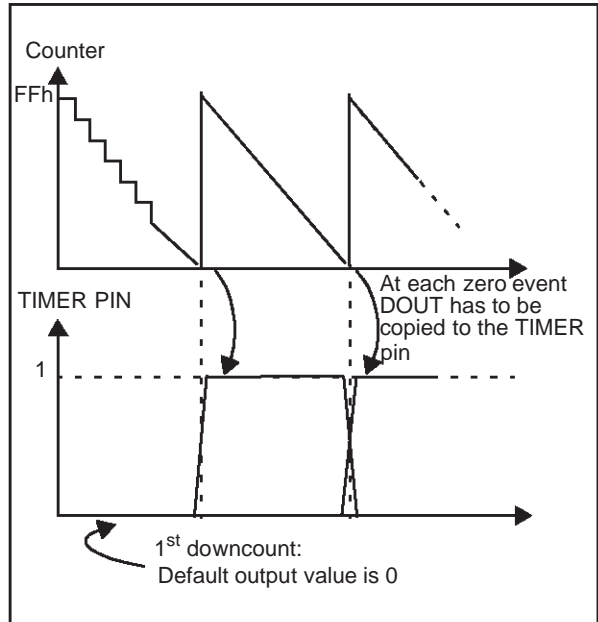 Counter
FFh
At each zero event
DOUT has to be
copied to the TIMER
pin
TIMER PIN
1
1st downcount:
Default output value is 0